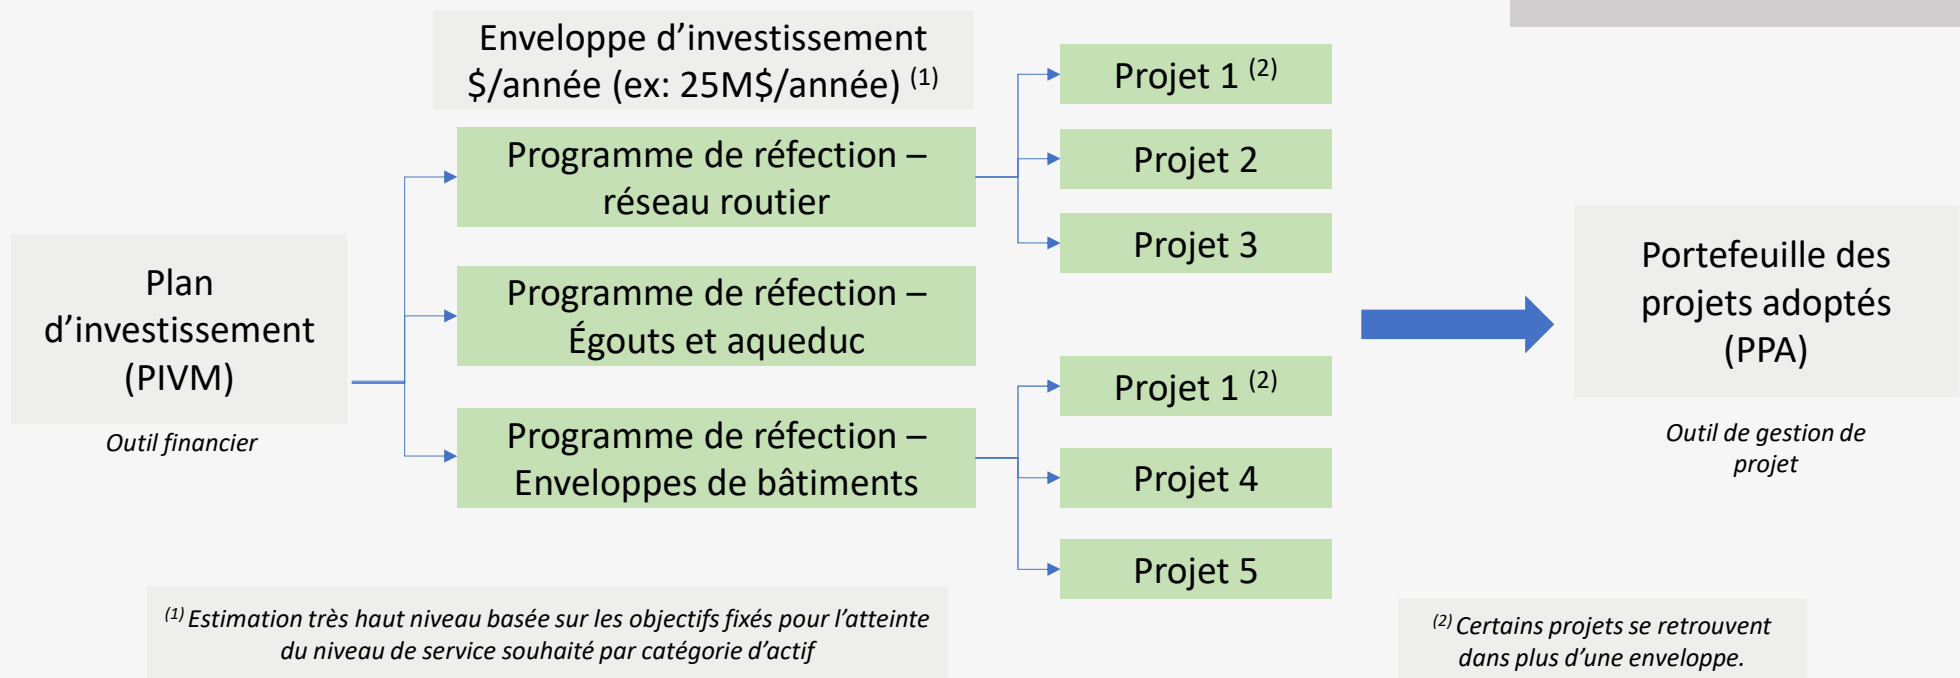 Enveloppe d’investissement
$/année (ex: 25M$/année) (1)
Plan
d’investissement
(PIVM)
Outil financier
Programme de réfection –
réseau routier
Programme de réfection –
Égouts et aqueduc
Programme de réfection –
Enveloppes de bâtiments
Projet 1 (2)
Projet 2
Projet 3
Projet 1 (2)
Projet 4
Projet 5
Portefeuille des
projets adoptés
(PPA)
Outil de gestion de
projet
(1) Estimation très haut niveau basée sur les objectifs fixés pour l’atteinte
du niveau de service souhaité par catégorie d’actif
(2) Certains projets se retrouvent
dans plus d’une enveloppe.